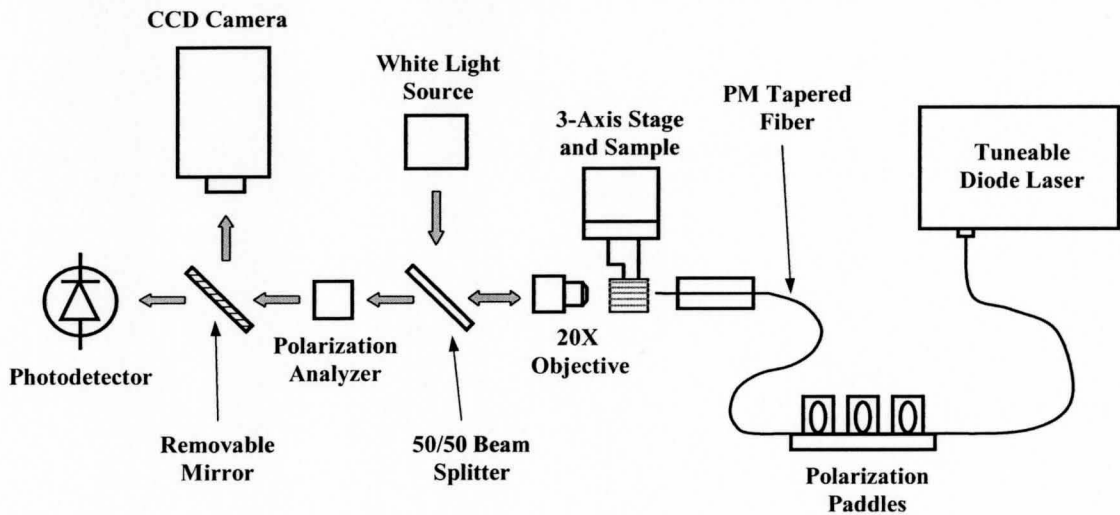 CCD Camera
White Light
Source
3-Axis Stage
and Sample
PM Tapered
Fiber
Tuneable
Diode Laser
Photodetector
Polarization
Analyzer
20X
Objective
Removable
Mirror
50/50 Beam
Splitter
Polarization
Paddles